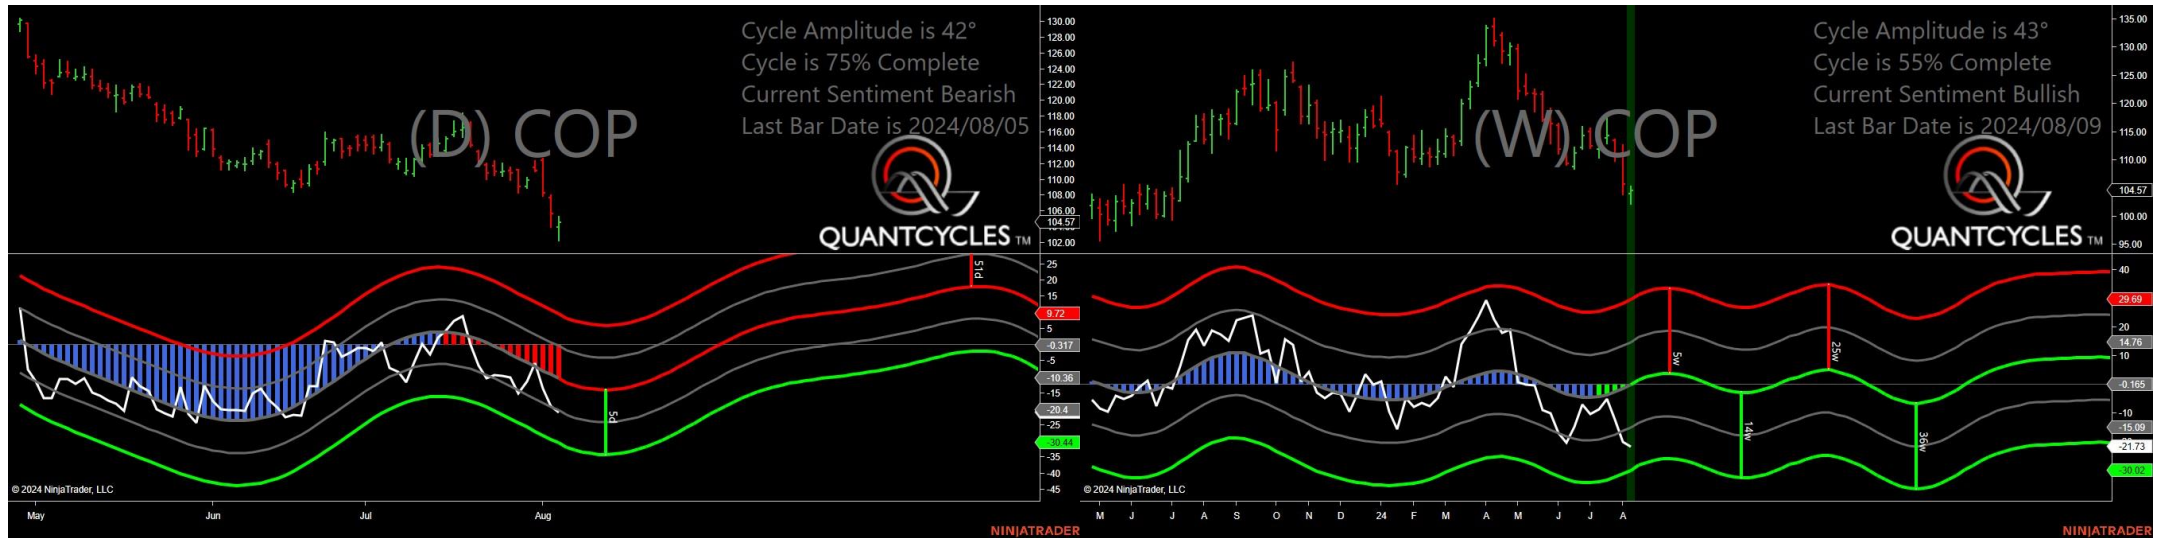 Cycle Amplitude is 42°
Cycle is 75% Complete
Current Sentiment Bearish
Last Bar Date is 2024/08/05
(D) COP
QUANTCYCLES TM
130.00
128.00
126.00
124.00
122.00
120.00
118.00
116.00
114.00
112.00
110.00
108.00
106.00
104.57
102.00
51d
5d
25
20
15
9.72
5
-0.317
-5
-10.36
-15
-20.4
-25
-30.44
-35
-40
-45
© 2024 NinjaTrader, LLC
May Jun Jul Aug
NINJATRADER
Cycle Amplitude is 43°
Cycle is 55% Complete
Current Sentiment Bullish
Last Bar Date is 2024/08/09
(W) COP
QUANTCYCLES TM
135.00
130.00
125.00
120.00
115.00
110.00
104.57
100.00
95.00
5w
25w
14w
36w
40
29.69
20
14.76
10
-0.165
-10
-15.09
-21.73
-30.02
© 2024 NinjaTrader, LLC
M J J A S O N D 24 F M A M J J A
NINJATRADER